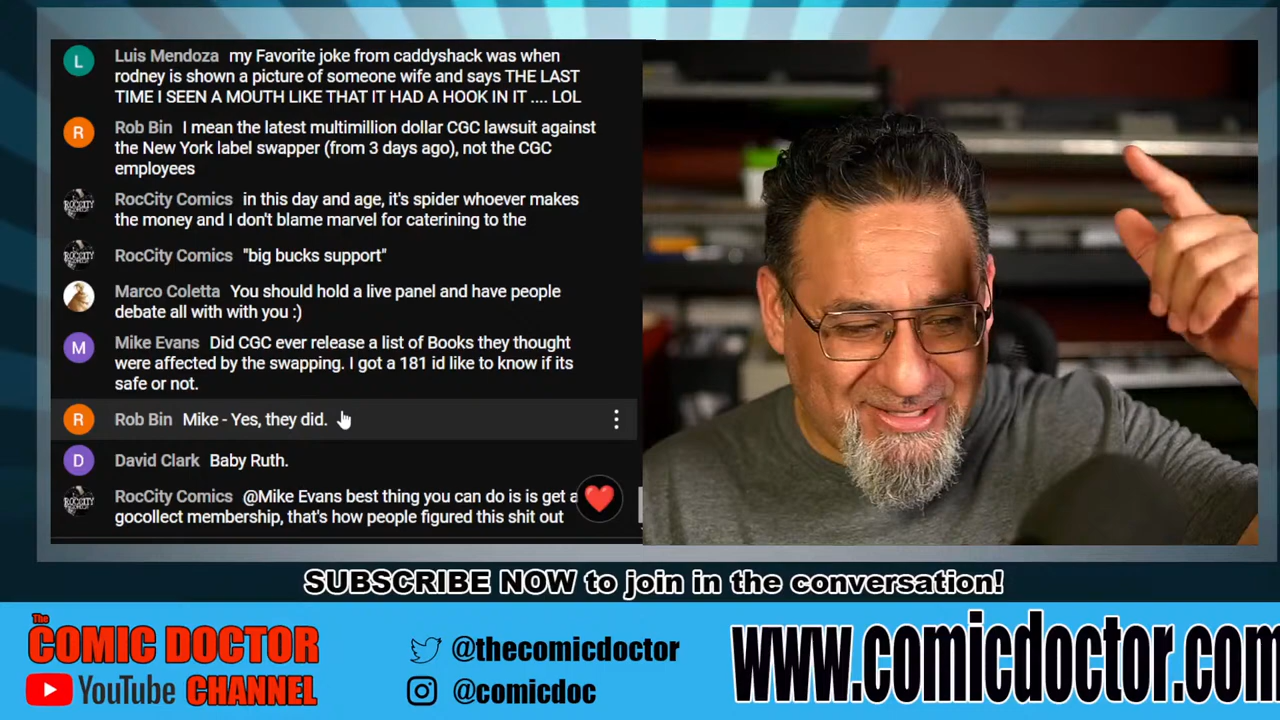 L Luis Mendoza my Favorite joke from caddyshack was when
rodney is shown a picture of someone wife and says THE LAST
TIME I SEEN A MOUTH LIKE THAT IT HAD A HOOK IN IT .... LOL
R Rob Bin I mean the latest multimillion dollar CGC lawsuit against
the New York label swapper (from 3 days ago), not the CGC
employees
ROCCITY RocCity Comics in this day and age, it's spider whoever makes
the money and I don't blame marvel for caterining to the
ROCCITY RocCity Comics "big bucks support"
Marco Coletta You should hold a live panel and have people
debate all with with you :)
M Mike Evans Did CGC ever release a list of Books they thought
were affected by the swapping. I got a 181 id like to know if its
safe or not.
R Rob Bin Mike - Yes, they did.
D David Clark Baby Ruth.
ROCCITY RocCity Comics @Mike Evans best thing you can do is is get a
gocollect membership, that's how people figured this shit out
SUBSCRIBE NOW to join in the conversation!
The
COMIC DOCTOR
YouTube CHANNEL
@thecomicdoctor
@comicdoc
www.comicdoctor.com